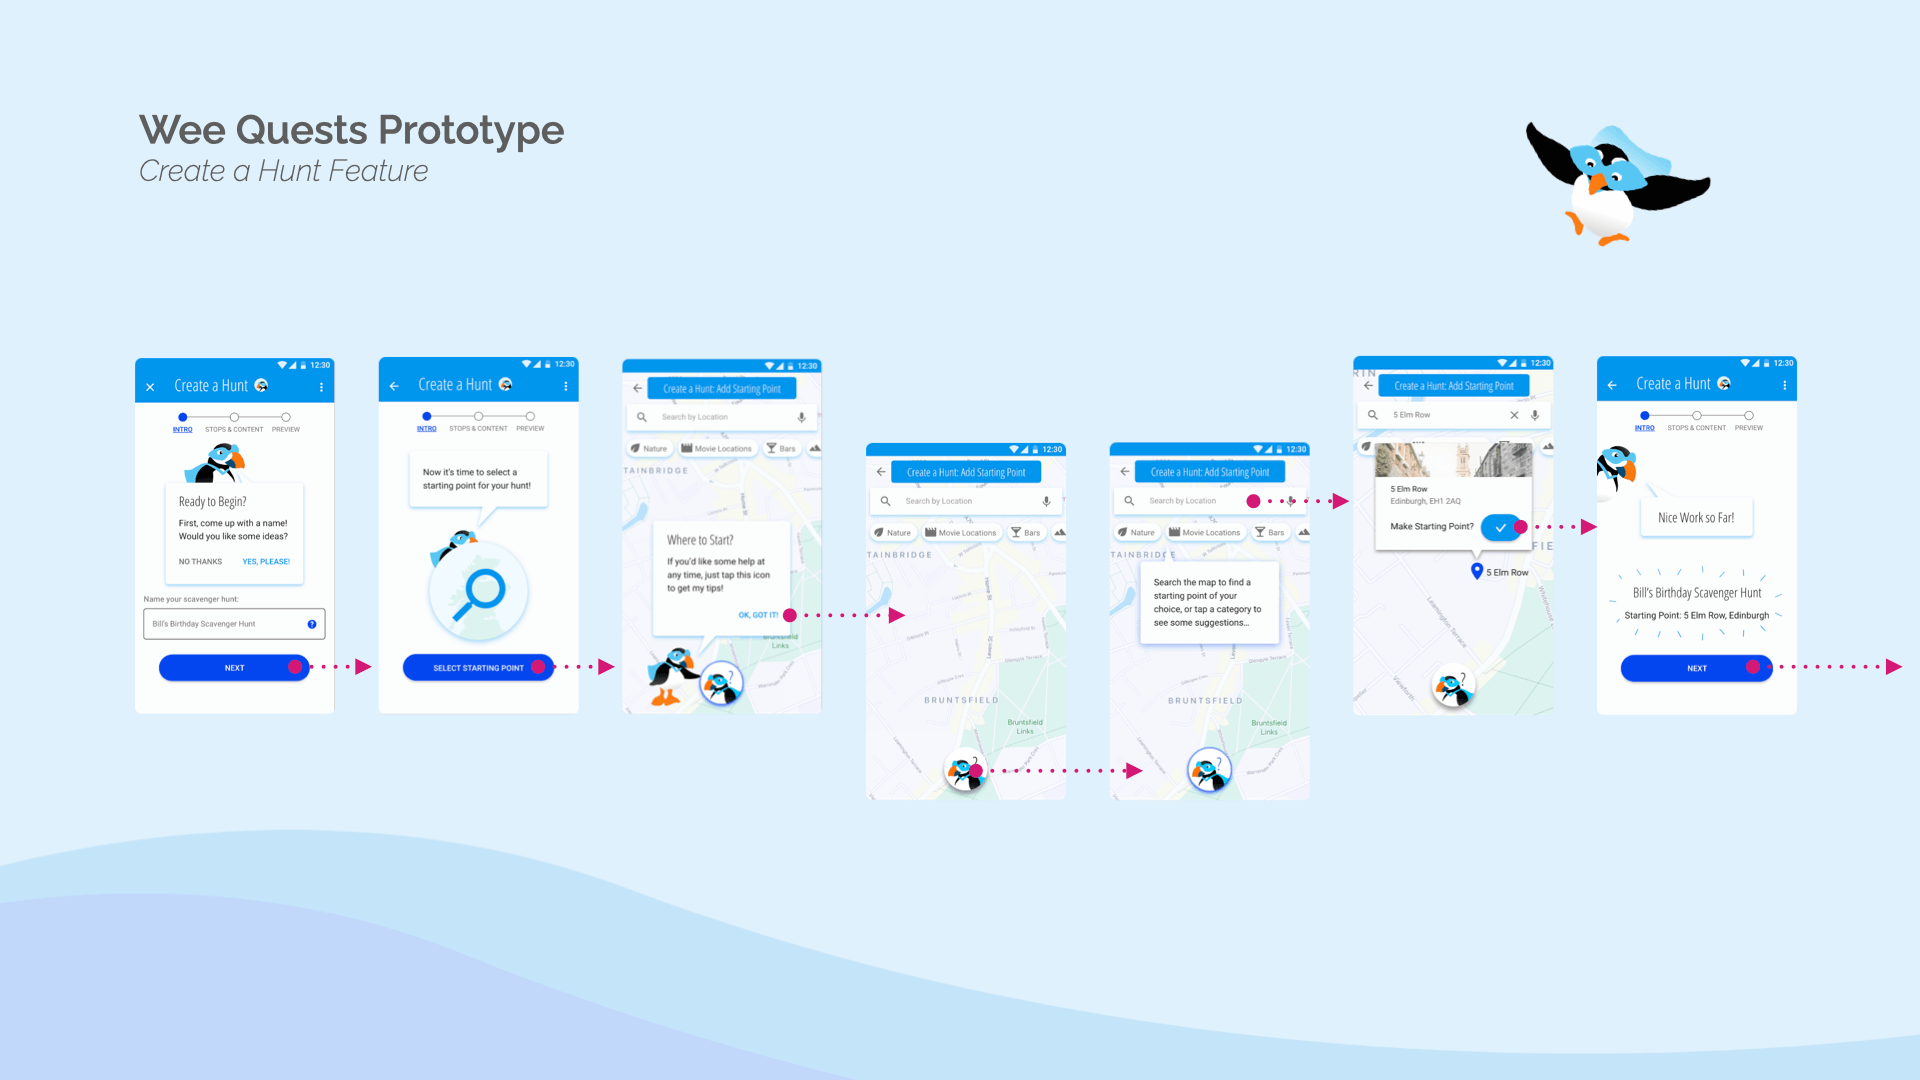 Wee Quests Prototype
Create a Hunt Feature
12:30
Create a Hunt
INTRO STOPS & CONTENT PREVIEW
Ready to Begin?
First, come up with a name!
Would you like some ideas?
NO THANKS YES, PLEASE!
Name your scavenger hunt:
Bill's Birthday Scavenger Hunt
NEXT
12:30
Create a Hunt
INTRO STOPS & CONTENT PREVIEW
Now it's time to select a
starting point for your hunt!
SELECT STARTING POINT
12:30
Create a Hunt: Add Starting Point
Search by Location
Nature Movie Locations Bars
TAINBRIDGE
Where to Start?
If you'd like some help at
any time, just tap this icon
to get my tips!
OK, GOT IT!
Bruntsfield
Links
12:30
Create a Hunt: Add Starting Point
Search by Location
Nature Movie Locations Bars
TAINBRIDGE
BRUNTSFIELD
Bruntsfield
Links
Leamington Terrace
12:30
Create a Hunt: Add Starting Point
Search by Location
Nature Movie Locations Bars
TAINBRIDGE
Search the map to find a
starting point of your
choice, or tap a category to
see some suggestions...
BRUNTSFIELD
Bruntsfield
Links
Leamington Terrace
12:30
Create a Hunt: Add Starting Point
5 Elm Row
5 Elm Row
Edinburgh, EH1 2AQ
Make Starting Point?
5 Elm Row
Leamington Terrace
Viewforth
12:30
Create a Hunt
INTRO STOPS & CONTENT PREVIEW
Nice Work so Far!
Bill's Birthday Scavenger Hunt
Starting Point: 5 Elm Row, Edinburgh
NEXT